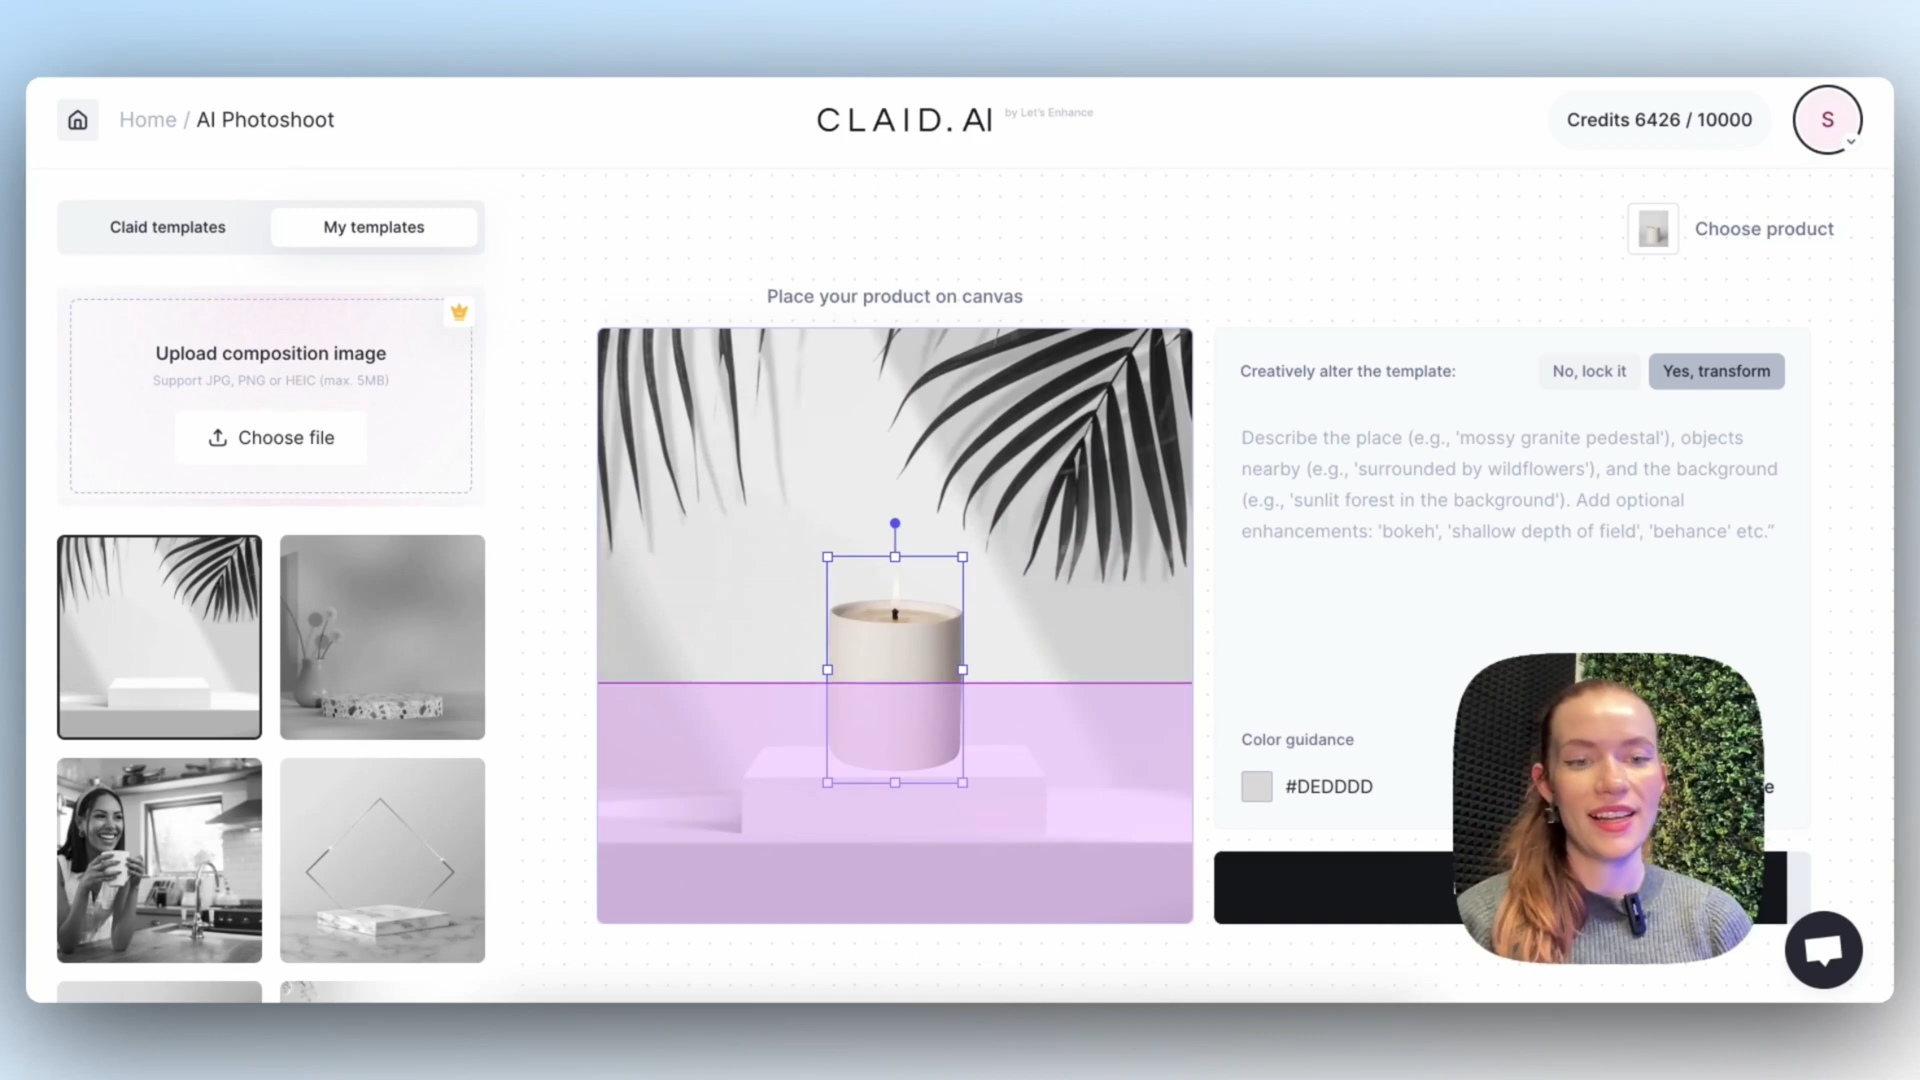 Home / AI Photoshoot
CLAID.AI by Let's Enhance
Credits 6426 / 10000
S
Claid templates
My templates
Choose product
Upload composition image
Support JPG, PNG or HEIC (max. 5MB)
Choose file
Place your product on canvas
Creatively alter the template:
No, lock it
Yes, transform
Describe the place (e.g., 'mossy granite pedestal'), objects
nearby (e.g., 'surrounded by wildflowers'), and the background
(e.g., 'sunlit forest in the background'). Add optional
enhancements: 'bokeh', 'shallow depth of field', 'behance' etc."
Color guidance
#DEDDDD